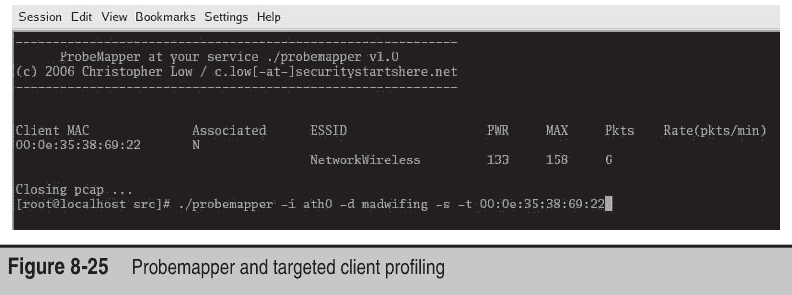 Session Edit View Bookmarks Settings Help
ProbeMapper at your service ./probemapper v1.0
(c) 2006 Christopher Low / c.low[-at-]securitystartshere.net
Client MAC Associated ESSID PWR MAX Pkts Rate(pkts/min)
00:0e:35:38:69:22 N
NetworkWireless 133 158 6
Closing pcap ...
[root@localhost src]# ./probemapper -i ath0 -d madwifing -s -t 00:0e:35:38:69:22
Figure 8-25 Probemapper and targeted client profiling